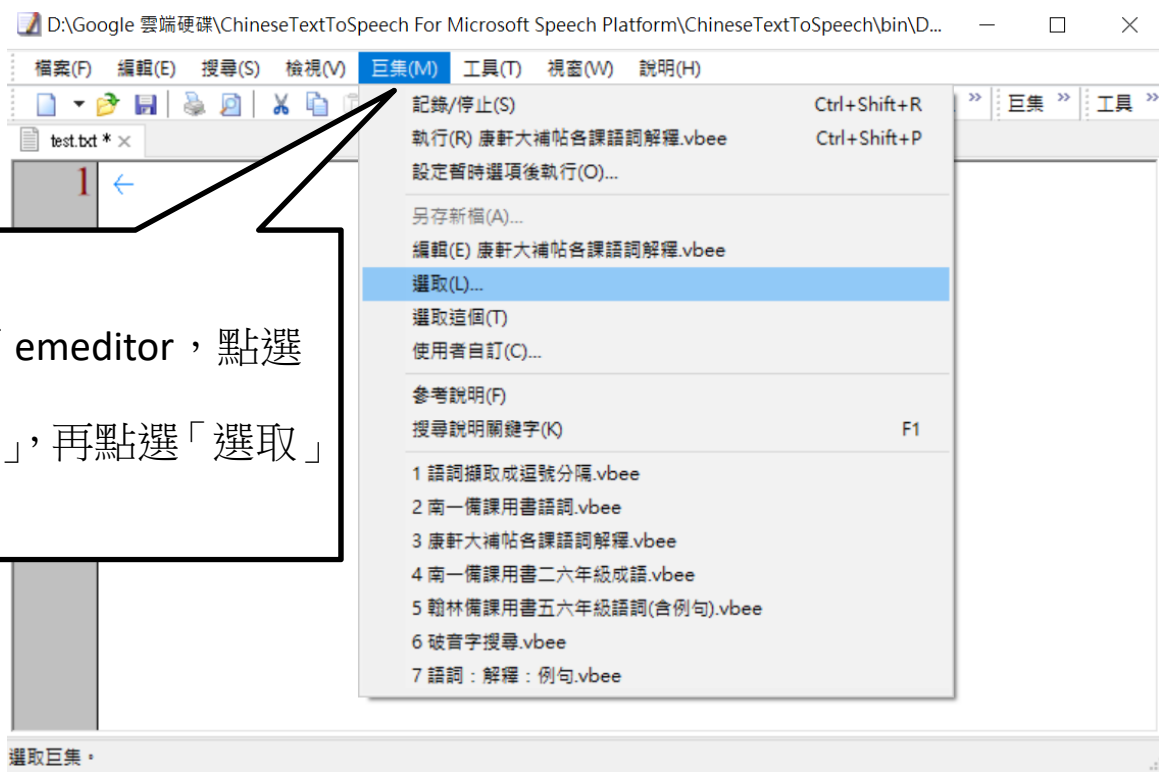 D:\Google 雲端硬碟\ChineseTextToSpeech For Microsoft Speech Platform\ChineseTextToSpeech\bin\D...
檔案(F) 編輯(E) 搜尋(S) 檢視(V) 巨集(M) 工具(T) 視窗(W) 說明(H)
巨集 工具
test.txt *
1
記錄/停止(S) Ctrl+Shift+R
執行(R) 康軒大補帖各課語詞解釋.vbee Ctrl+Shift+P
設定暫時選項後執行(O)...
另存新檔(A)...
編輯(E) 康軒大補帖各課語詞解釋.vbee
選取(L)...
選取這個(T)
使用者自訂(C)...
參考說明(F)
搜尋說明關鍵字(K) F1
1 語詞擷取成逗號分隔.vbee
2 南一備課用書語詞.vbee
3 康軒大補帖各課語詞解釋.vbee
4 南一備課用書二六年級成語.vbee
5 翰林備課用書五六年級語詞(含例句).vbee
6 破音字搜尋.vbee
7 語詞：解釋：例句.vbee
emeditor，點選
」，再點選「選取」
選取巨集。